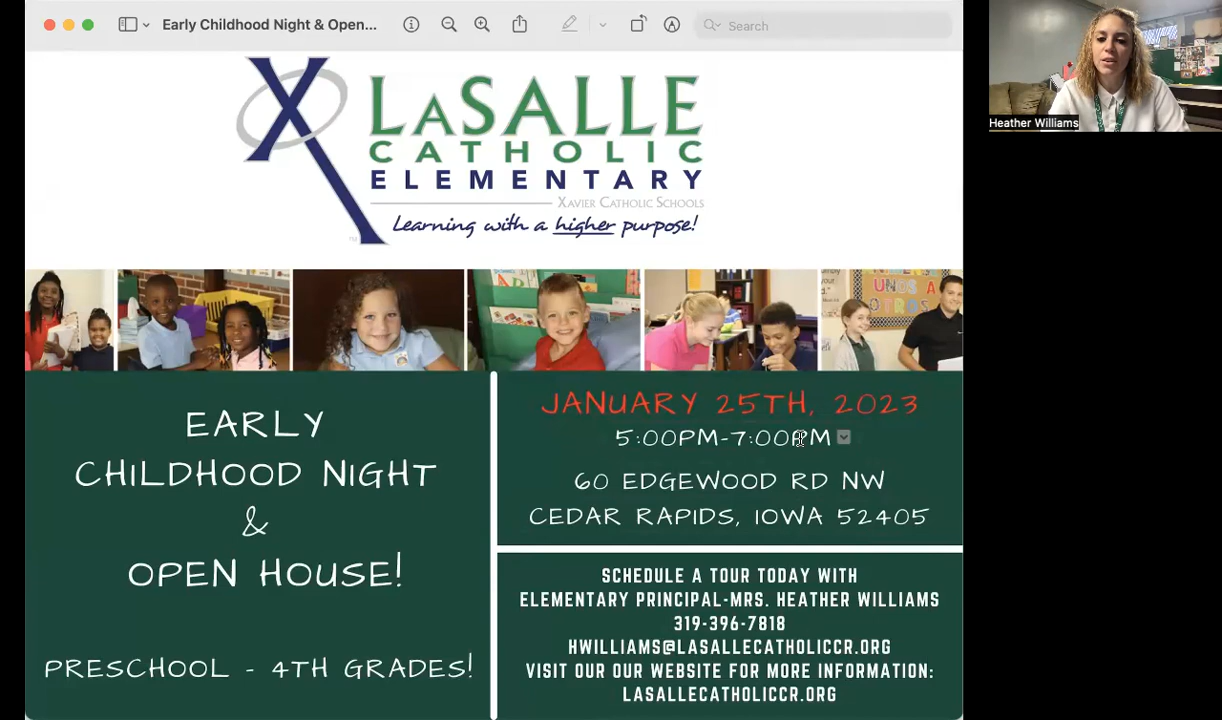 Early Childhood Night & Open...
Search
Heather Williams
X LASALLE
CATHOLIC
ELEMENTARY
XAVIER CATHOLIC SCHOOLS
Learning with a higher purpose!
TM
UNIDS A
OTROS
EARLY
CHILDHOOD NIGHT
&
OPEN HOUSE!
PRESCHOOL - 4TH GRADES!
JANUARY 25TH, 2023
5:00PM-7:00PM
60 EDGEWOOD RD NW
CEDAR RAPIDS, IOWA 52405
SCHEDULE A TOUR TODAY WITH
ELEMENTARY PRINCIPAL-MRS. HEATHER WILLIAMS
319-396-7818
HWILLIAMS@LASALLECATHOLICCR.ORG
VISIT OUR OUR WEBSITE FOR MORE INFORMATION:
LASALLECATHOLICCR.ORG